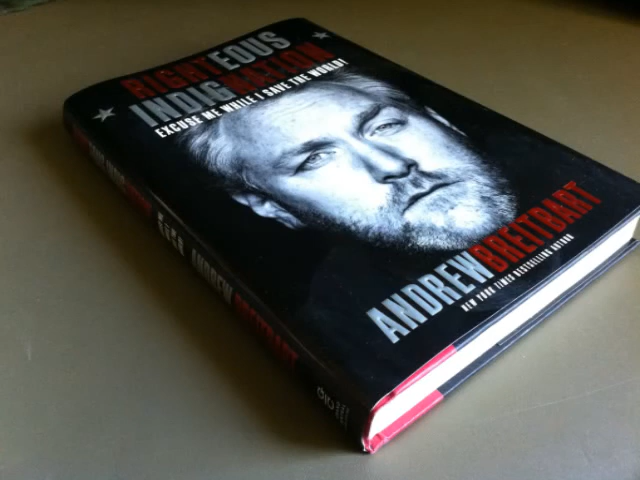 RIGHTEOUS
INDIGNATION
EXCUSE ME WHILE I SAVE THE WORLD!
ANDREW BREITBART
NEW YORK TIMES BESTSELLING AUTHOR
ANDREW BREITBART